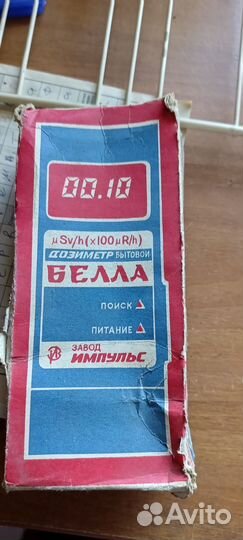 00.10
μSv/h(×100μR/h)
ДОЗИМЕТР БЫТОВОЙ
БЕЛЛА
ПОИСК
ПИТАНИЕ
ЗАВОД
ИМПУЛЬС
Avito